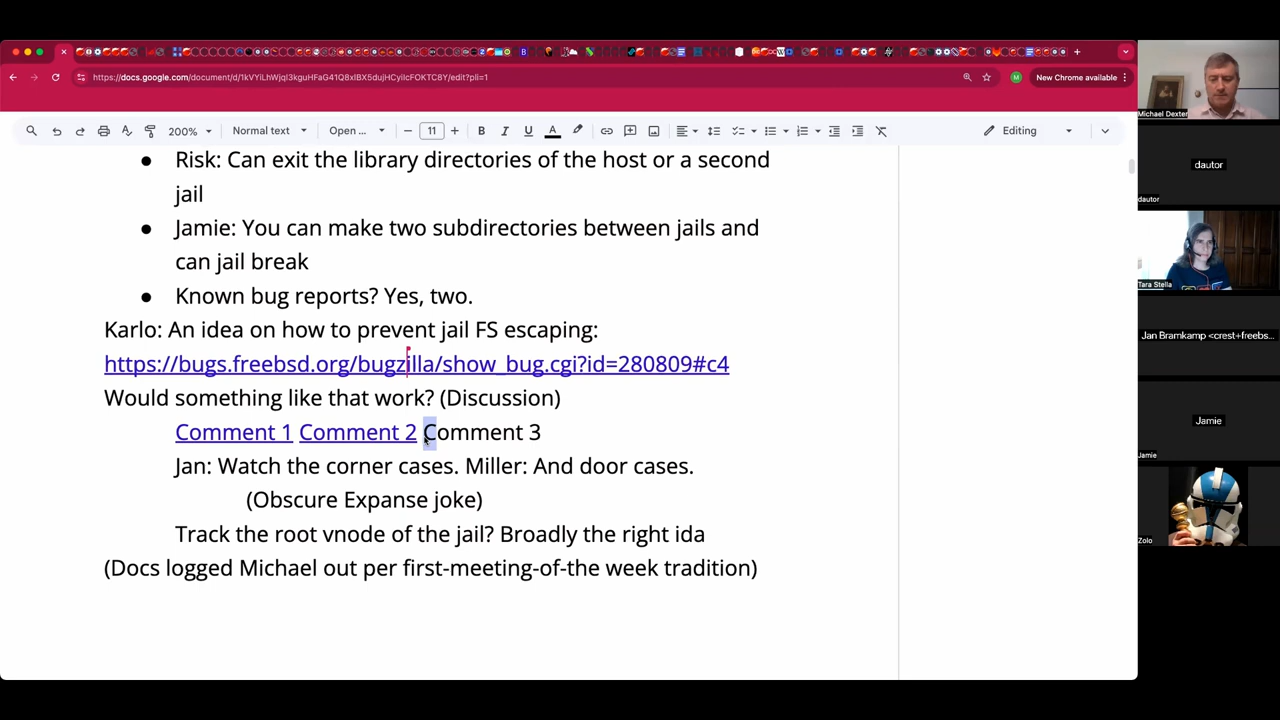 https://docs.google.com/document/d/1kVYiLhWjqI3kguHFaG41Q8xlBX5dujHCyiIcFOKTC8Y/edit?pli=1
M
New Chrome available
200%
Normal text
Open ...
11
Editing
● Risk: Can exit the library directories of the host or a second
jail
● Jamie: You can make two subdirectories between jails and
can jail break
● Known bug reports? Yes, two.
Karlo: An idea on how to prevent jail FS escaping:
https://bugs.freebsd.org/bugzilla/show_bug.cgi?id=280809#c4
Would something like that work? (Discussion)
Comment 1 Comment 2 Comment 3
Jan: Watch the corner cases. Miller: And door cases.
(Obscure Expanse joke)
Track the root vnode of the jail? Broadly the right ida
(Docs logged Michael out per first-meeting-of-the week tradition)
Michael Dexter
dautor
dautor
Tara Stella
Jan Bramkamp <crest+freebs...
Jamie
Jamie
Zolo